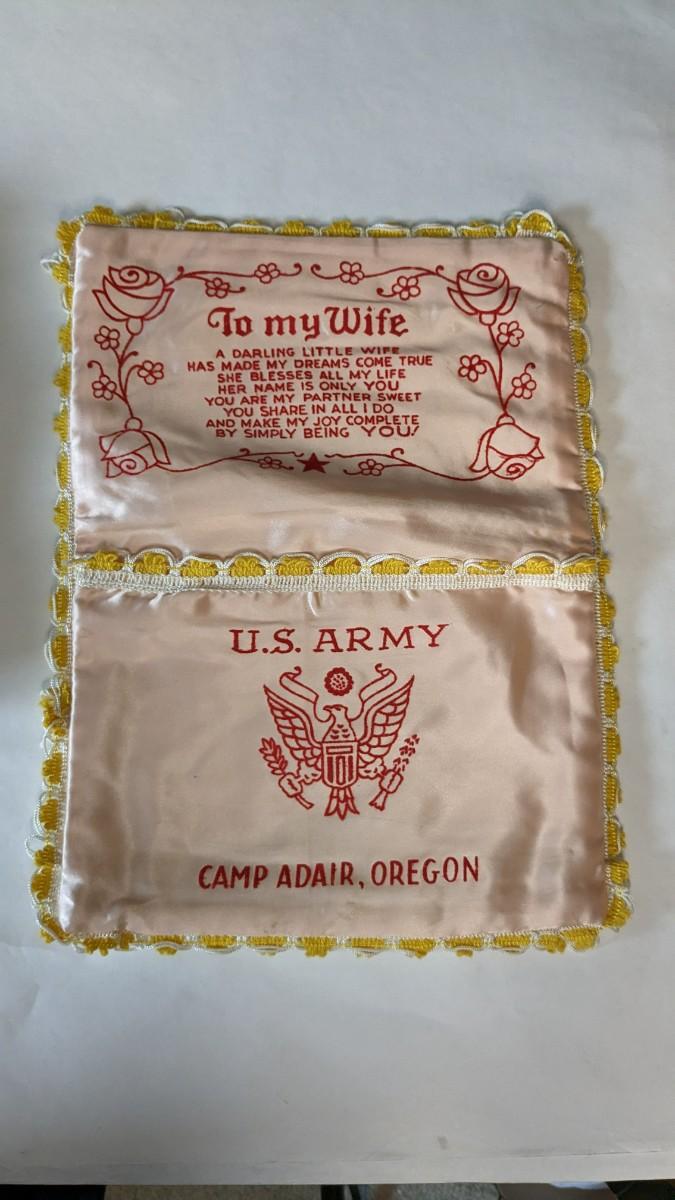 To my Wife
A DARLING LITTLE WIFE
HAS MADE MY DREAMS COME TRUE
SHE BLESSES ALL MY LIFE
HER NAME IS ONLY YOU
YOU ARE MY PARTNER SWEET
YOU SHARE IN ALL I DO
AND MAKE MY JOY COMPLETE
BY SIMPLY BEING YOU!
U.S. ARMY
CAMP ADAIR, OREGON